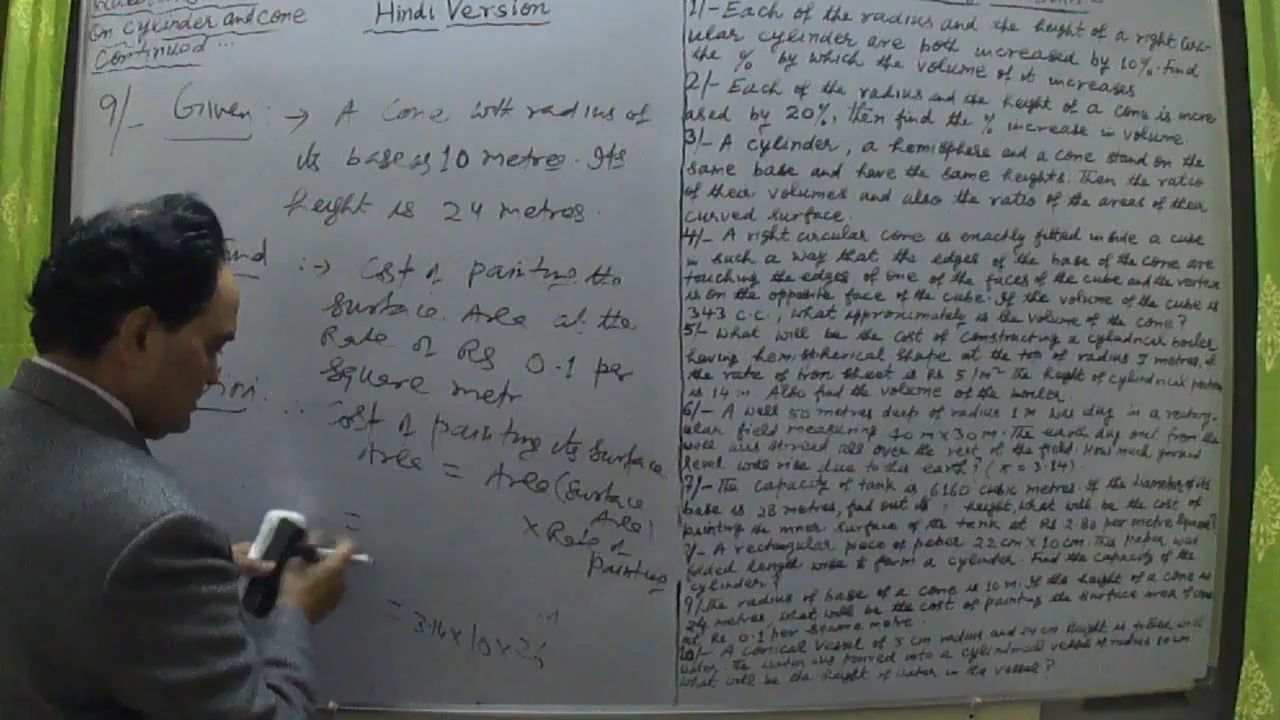 On cylinder and cone
Continued ...
Hindi Version
9/- Given :→ A Cone with radius of
its base as 10 metre. Its
height is 24 metres.
:→ Cost of painting the
Surface Area at the
Rate of Rs 0.1 per
square metr
Cost of painting its Surface
Area = Area (Surface
Area)
× Rate of
Painting
=
= 3.14 × 10 × 26
1/- Each of the radius and the height of a right circ-
ular cylinder are both increased by 10%. Find
the % by which the volume of it increases
2/- Each of the radius and the height of a cone is incre
ased by 20%, then find the % increase in volume.
3/- A cylinder, a hemisphere and a cone stand on the
same base and have the same heights. Then the ratio
of their volumes and also the ratio of the areas of their
curved surface.
4/- A right circular cone is exactly fitted inside a cube
in such a way that the edges of the base of the cone are
touching the edges of one of the faces of the cube and the vertex
is on the opposite face of the cube. If the volume of the cube is
343 c.c., what approximately is the volume of the cone?
5/- What will be the cost of constructing a cylindrical boiler
having hemispherical shape at the top of radius 7 metres, if
the rate of iron sheet is Rs 5/m² The height of cylindrical portion
is 14 m. Also find the volume of the boiler.
6/- A well 50 metres deep of radius 1 m was dug in a rectang-
ular field measuring 40 m × 30 m. The earth dug out from the
well was spread all over the rest of the field. How much ground
level will rise due to this earth? (π = 3.14)
7/- The capacity of tank is 6160 cubic metres. If the diameter of its
base is 28 metres, find out its height, what will be the cost of
painting the inner surface of the tank at Rs 2.80 per metre square?
8/- A rectangular piece of paper 22 cm × 10 cm. The paper was
folded length wise to form a cylinder. Find the capacity of the
cylinder?
9/ The radius of base of a cone is 10 m. If the height of a cone is
24 metres, what will be the cost of painting the surface area of cone
at Rs 0.1 per square metre.
10/- A conical vessel of 5 cm radius and 24 cm height is filled with
water. The water was poured into a cylindrical vessel of radius 10 cm
what will be the height of water in the vessel?